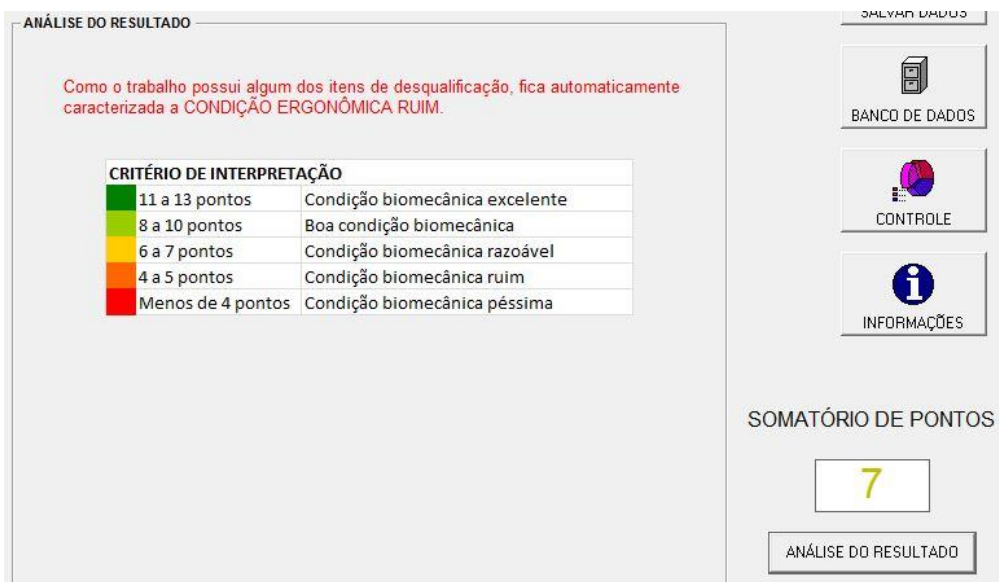 ANÁLISE DO RESULTADO
Como o trabalho possui algum dos itens de desqualificação, fica automaticamente
caracterizada a CONDIÇÃO ERGONÔMICA RUIM.
CRITÉRIO DE INTERPRETAÇÃO
11 a 13 pontos Condição biomecânica excelente
8 a 10 pontos Boa condição biomecânica
6 a 7 pontos Condição biomecânica razoável
4 a 5 pontos Condição biomecânica ruim
Menos de 4 pontos Condição biomecânica péssima
SALVAR DADOS
BANCO DE DADOS
CONTROLE
INFORMAÇÕES
SOMATÓRIO DE PONTOS
7
ANÁLISE DO RESULTADO